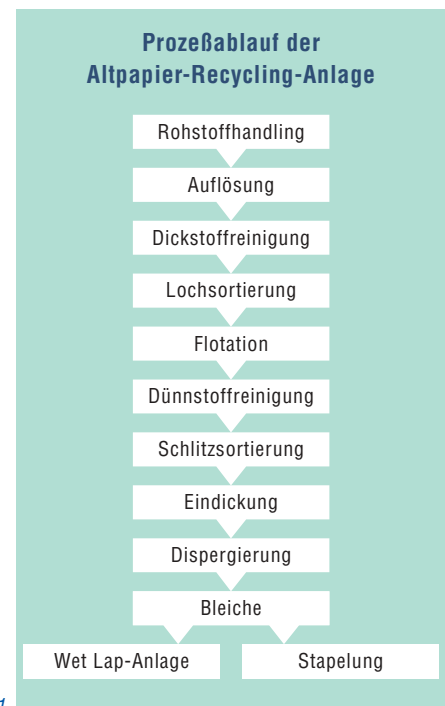 Prozeßablauf der
Altpapier-Recycling-Anlage
Rohstoffhandling
Auflösung
Dickstoffreinigung
Lochsortierung
Flotation
Dünnstoffreinigung
Schlitzsortierung
Eindickung
Dispergierung
Bleiche
Wet Lap-Anlage Stapelung
1